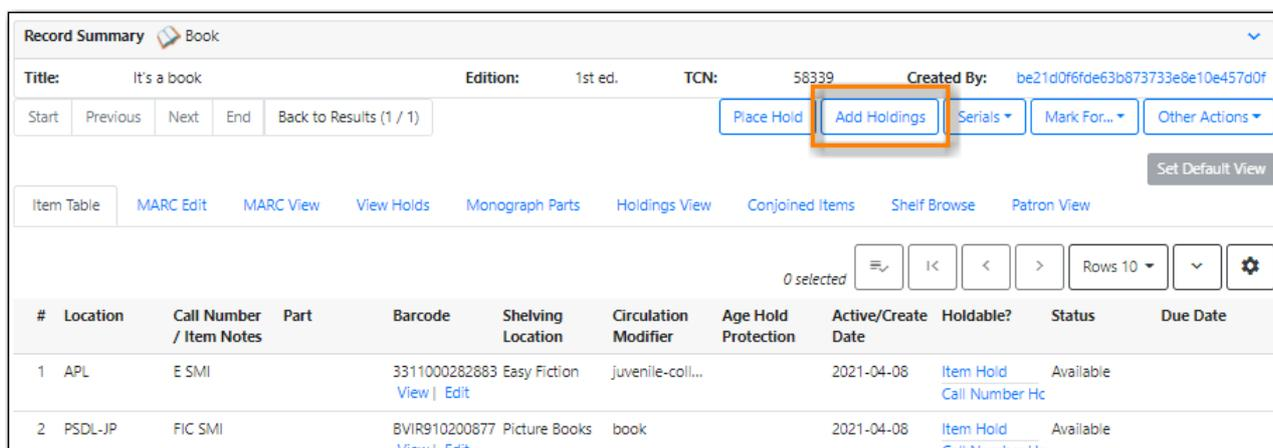 Record Summary Book
Title: It's a book Edition: 1st ed. TCN: 58339 Created By: be21d0f6fde63b873733e8e10e457d0f
Start Previous Next End Back to Results (1 / 1) Place Hold Add Holdings Serials Mark For... Other Actions
Set Default View
Item Table MARC Edit MARC View View Holds Monograph Parts Holdings View Conjoined Items Shelf Browse Patron View
0 selected Rows 10
# Location Call Number Part Barcode Shelving Circulation Age Hold Active/Create Holdable? Status Due Date
/ Item Notes Location Modifier Protection Date
1 APL E SMI 3311000282883 Easy Fiction juvenile-coll... 2021-04-08 Item Hold Available
View | Edit Call Number Hc
2 PSDL-JP FIC SMI BVIR910200877 Picture Books book 2021-04-08 Item Hold Available